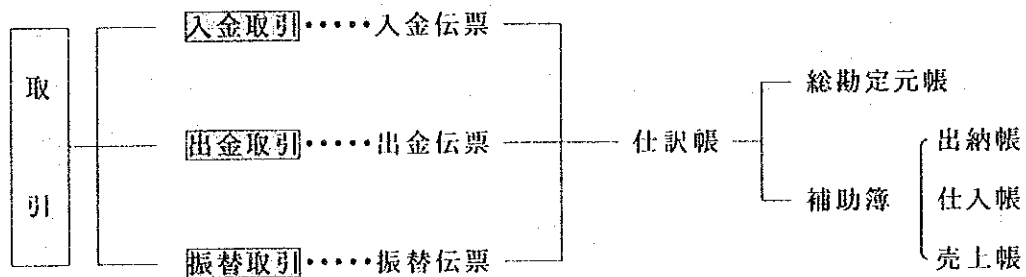 取引
入金取引・・・・・入金伝票
出金取引・・・・・出金伝票
振替取引・・・・・振替伝票
仕訳帳
総勘定元帳
補助簿
出納帳
仕入帳
売上帳